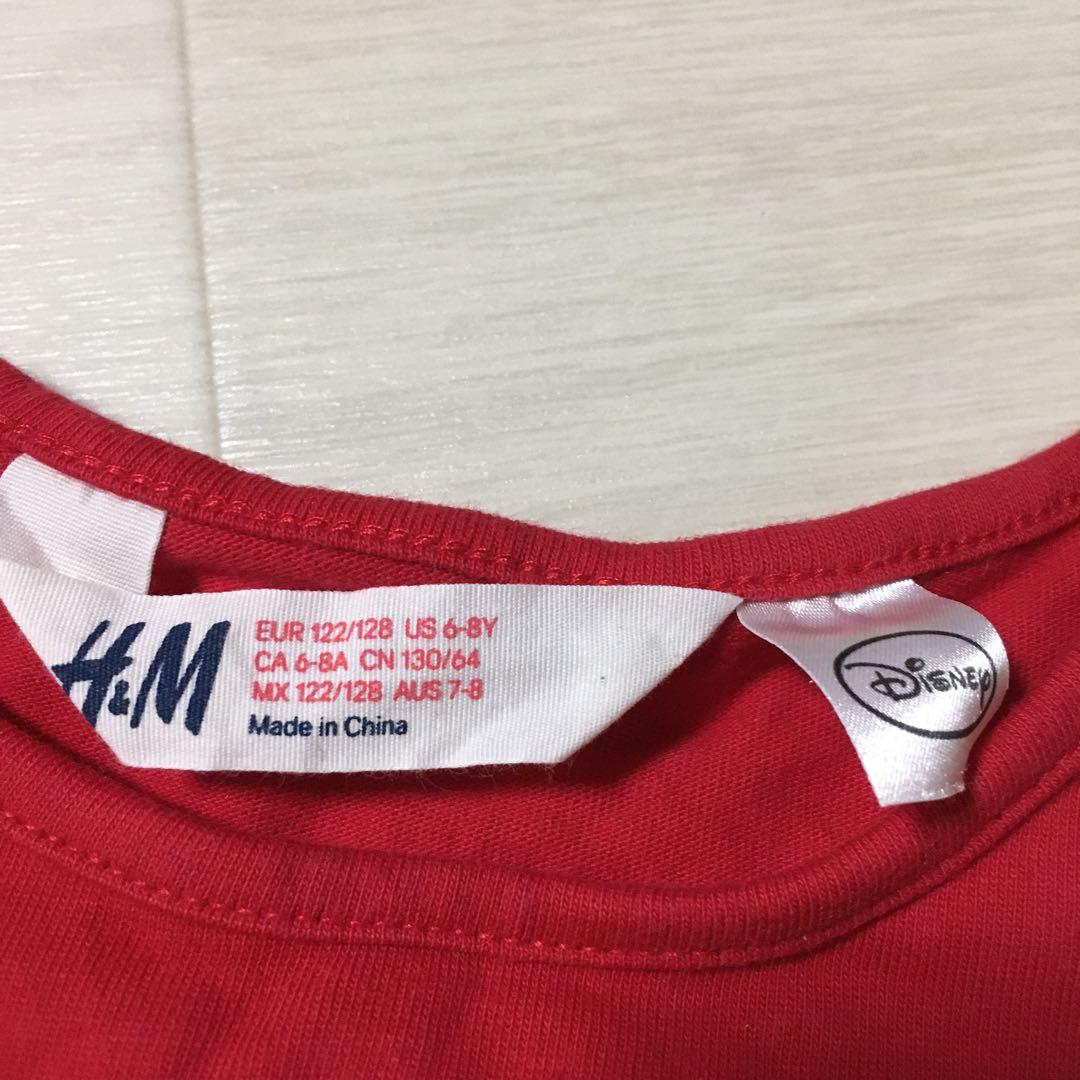 H&M
EUR 122/128 US 6-8Y
CA 6-8A CN 130/64
MX 122/128 AUS 7-8
Made in China
Disney